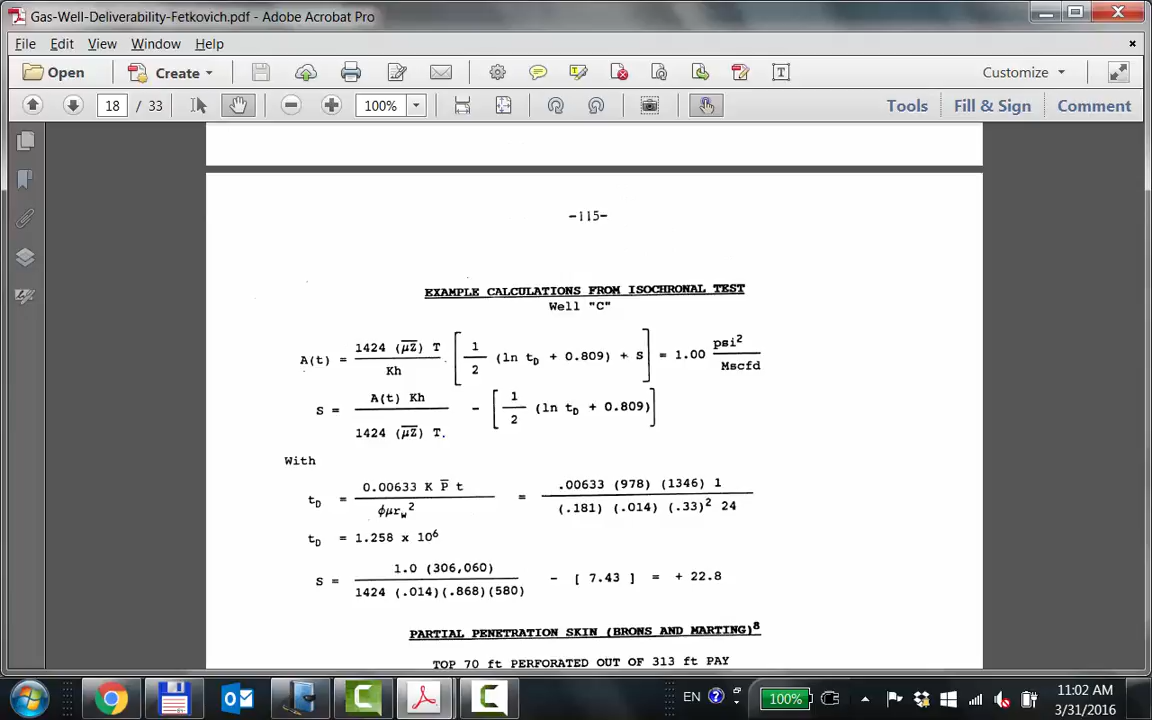 Gas-Well-Deliverability-Fetkovich.pdf - Adobe Acrobat Pro
File Edit View Window Help
Open Create Customize
18 / 33 100% Tools Fill & Sign Comment
-115-
EXAMPLE CALCULATIONS FROM ISOCHRONAL TEST
Well "C"
A(t) = 1424 (μZ̅) T / Kh · [ 1/2 (ln t_D + 0.809) + S ] = 1.00 psi² / Mscfd
S = A(t) Kh / 1424 (μZ̅) T. - [ 1/2 (ln t_D + 0.809) ]
With
t_D = 0.00633 K P̅ t / ϕμr_w² = .00633 (978) (1346) 1 / (.181) (.014) (.33)² 24
t_D = 1.258 x 10⁶
S = 1.0 (306,060) / 1424 (.014)(.868)(580) - [ 7.43 ] = + 22.8
PARTIAL PENETRATION SKIN (BRONS AND MARTING)⁸
TOP 70 ft PERFORATED OUT OF 313 ft PAY
EN 100% 11:02 AM
3/31/2016